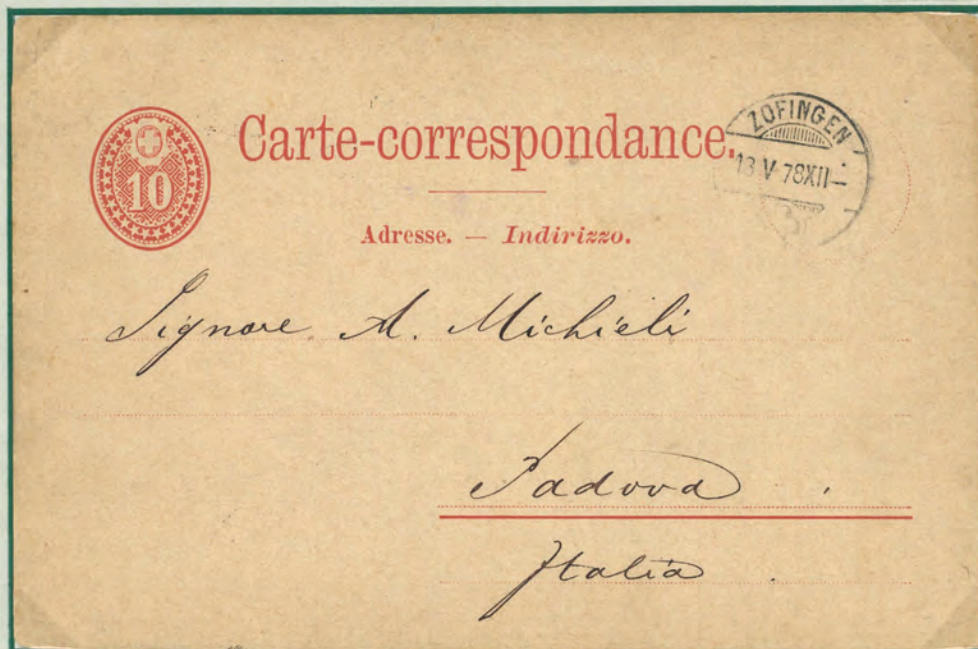 10
Carte-correspondance.
ZOFINGEN
13 V 78 XII—
Adresse. — Indirizzo.
Signore A. Michieli
Padova
Italia